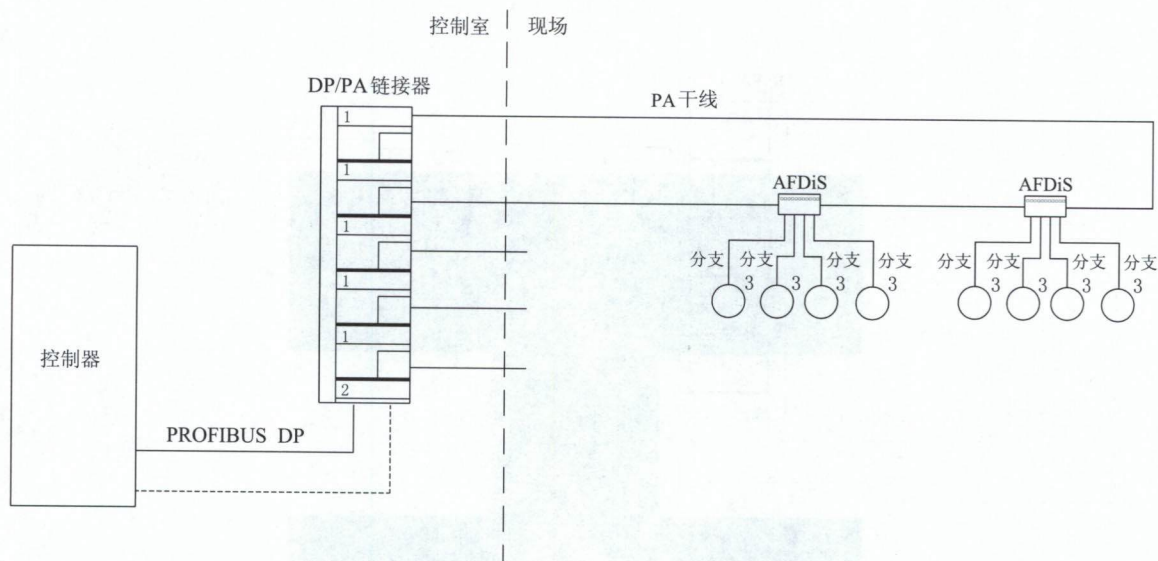 控制室 现场
DP/PA 链接器
PA 干线
1
1
1
1
1
2
AFDiS
AFDiS
分支 分支 分支 分支
3 3 3 3
分支 分支 分支 分支
3 3 3 3
控制器
PROFIBUS DP